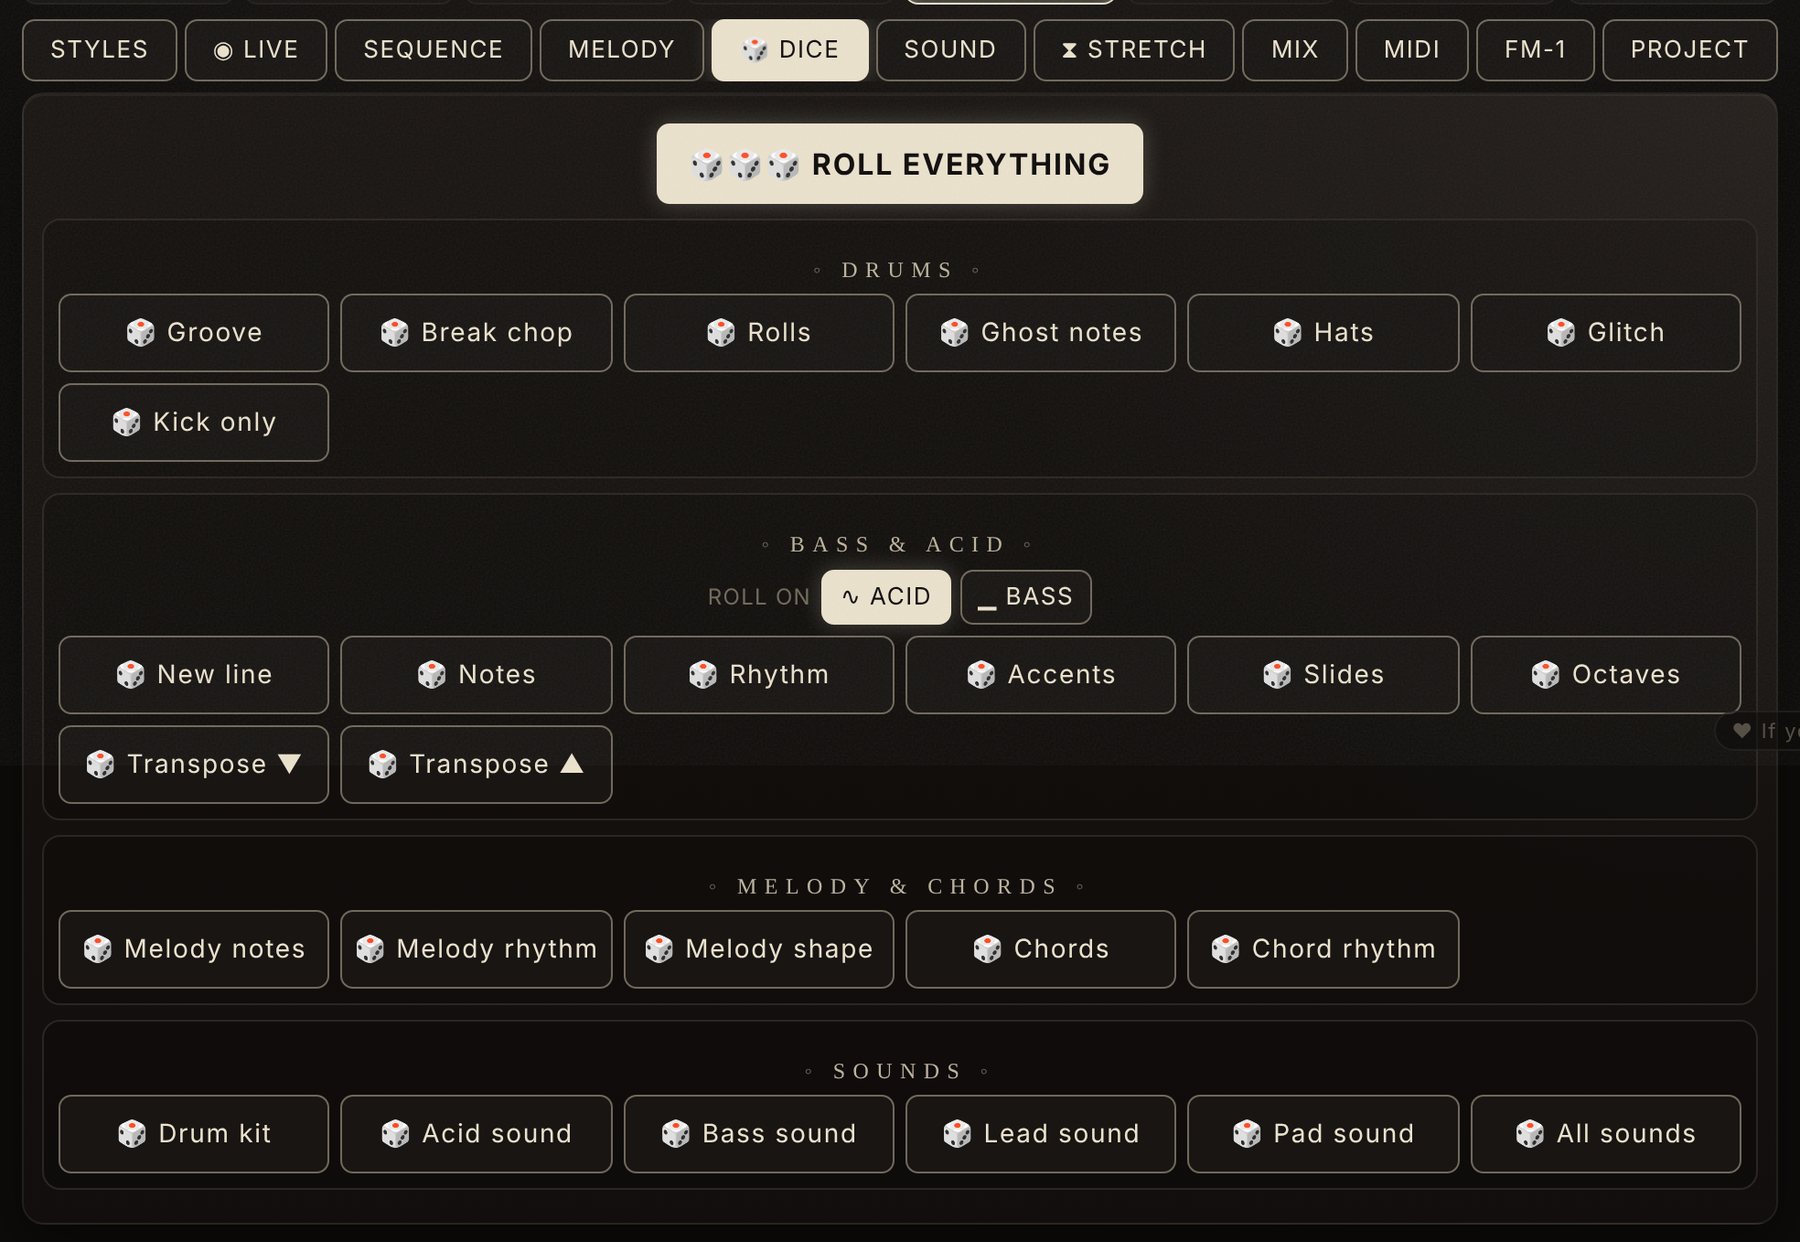 STYLES ◉ LIVE SEQUENCE MELODY 🎲 DICE SOUND ⧗ STRETCH MIX MIDI FM-1 PROJECT
🎲🎲🎲 ROLL EVERYTHING
◦ DRUMS ◦
🎲 Groove 🎲 Break chop 🎲 Rolls 🎲 Ghost notes 🎲 Hats 🎲 Glitch
🎲 Kick only
◦ BASS & ACID ◦
ROLL ON ∿ ACID ▁ BASS
🎲 New line 🎲 Notes 🎲 Rhythm 🎲 Accents 🎲 Slides 🎲 Octaves
♥ If
🎲 Transpose ▼ 🎲 Transpose ▲
◦ MELODY & CHORDS ◦
🎲 Melody notes 🎲 Melody rhythm 🎲 Melody shape 🎲 Chords 🎲 Chord rhythm
◦ SOUNDS ◦
🎲 Drum kit 🎲 Acid sound 🎲 Bass sound 🎲 Lead sound 🎲 Pad sound 🎲 All sounds